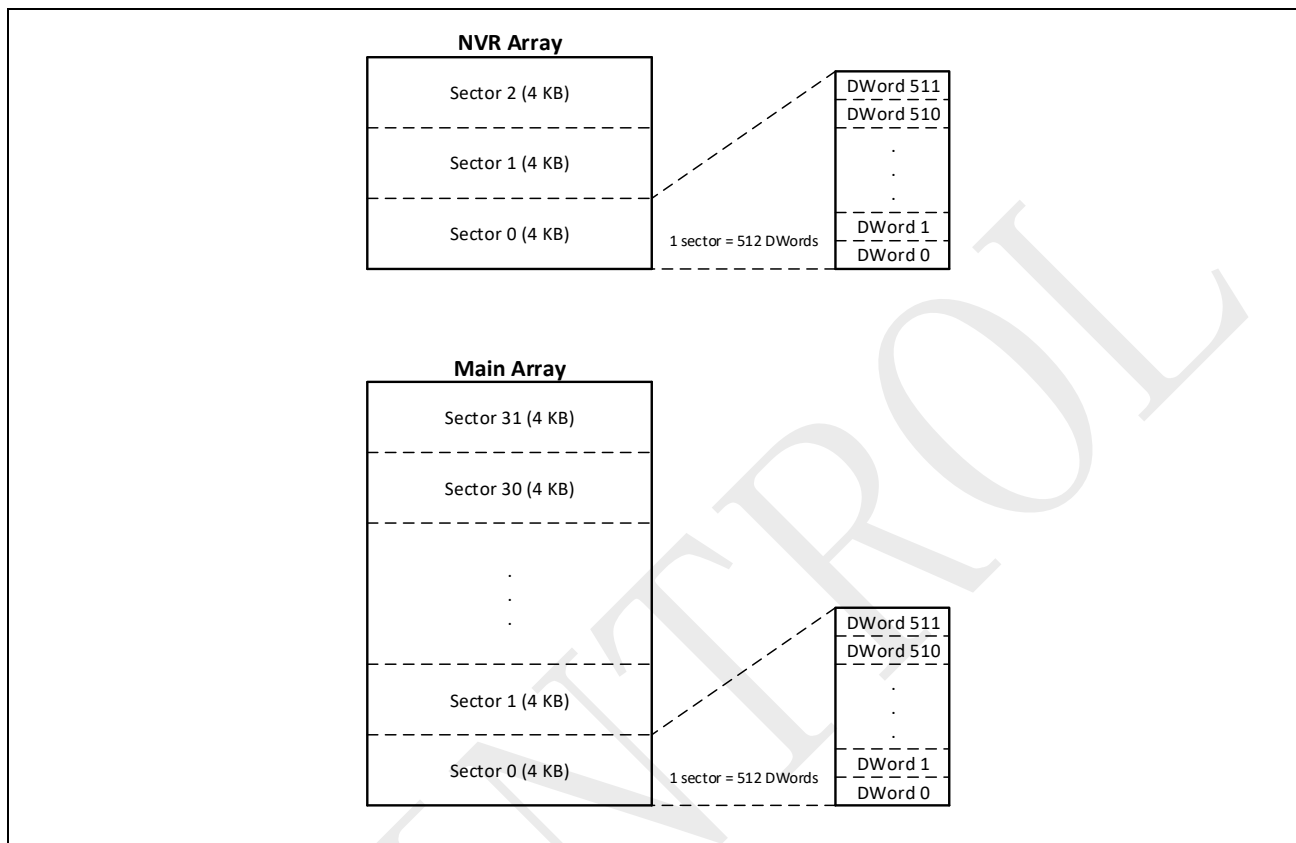 NVR Array
Sector 2 (4 KB)
Sector 1 (4 KB)
Sector 0 (4 KB)
1 sector = 512 DWords
DWord 511
DWord 510
.
.
.
DWord 1
DWord 0
Main Array
Sector 31 (4 KB)
Sector 30 (4 KB)
.
.
.
Sector 1 (4 KB)
Sector 0 (4 KB)
1 sector = 512 DWords
DWord 511
DWord 510
.
.
.
DWord 1
DWord 0
NTROL